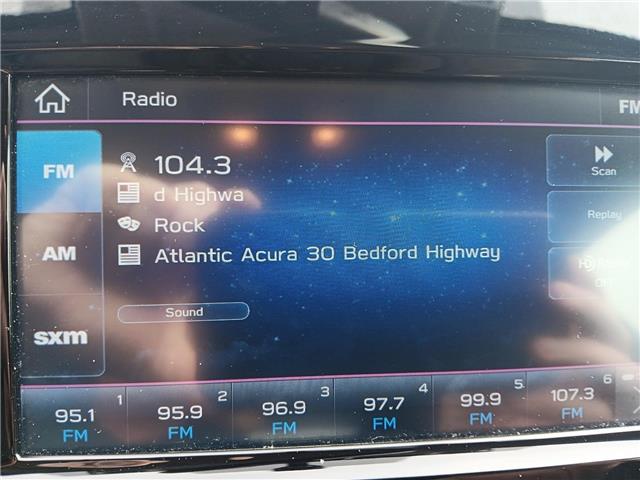 Radio
FM
FM
104.3
Scan
d Highwa
Replay
Rock
AM
Atlantic Acura 30 Bedford Highway
OFF
Sound
sxm
1 2 3 4 5 6
95.1 95.9 96.9 97.7 99.9 107.3
FM FM FM FM FM FM